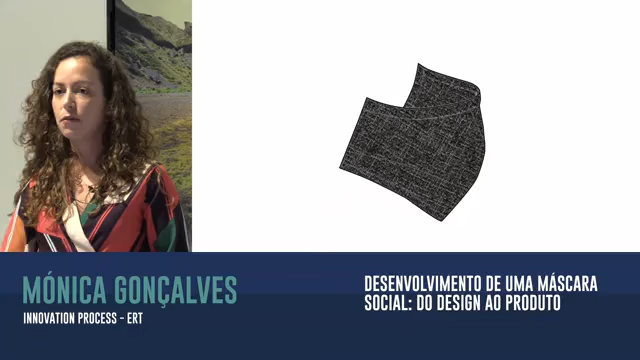 MÓNICA GONÇALVES
INNOVATION PROCESS - ERT
DESENVOLVIMENTO DE UMA MÁSCARA
SOCIAL: DO DESIGN AO PRODUTO